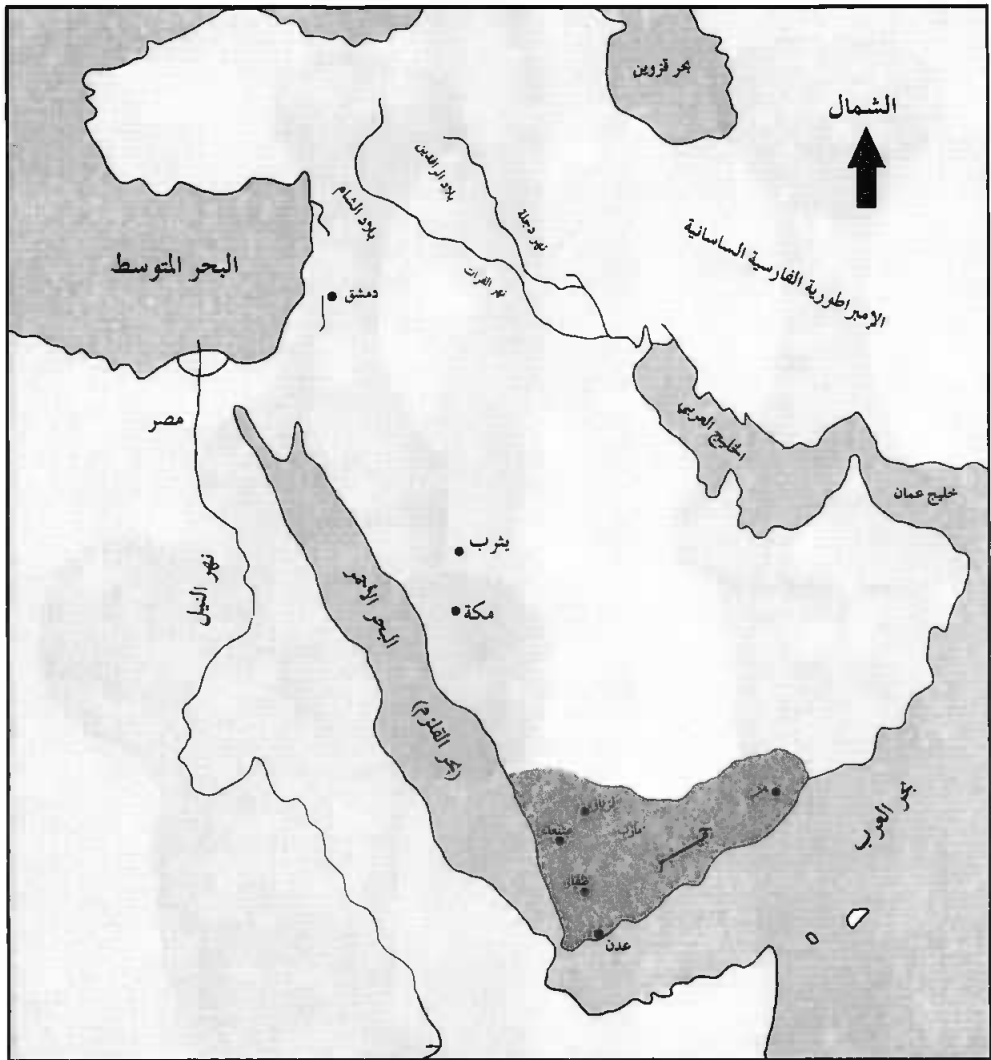 بحر قزوين
الشمال
بلاد الرافدين
بلاد الشام
نهر دجلة
الإمبراطورية الفارسية الساسانية
البحر المتوسط
نهر الفرات
دمشق
مصر
الخليج العربي
خليج عمان
يثرب
نهر النيل
البحر الأحمر
مكة
(بحر القلزم)
بحر العرب
مأرب
صنعاء
ظفار
عدن